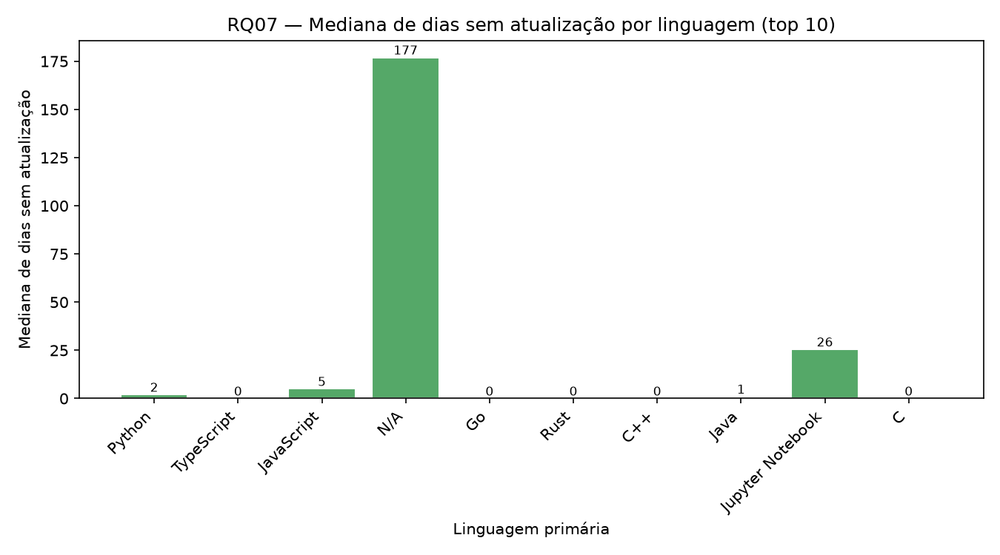 RQ07 — Mediana de dias sem atualização por linguagem (top 10)
Mediana de dias sem atualização
175
150
125
100
75
50
25
0
2
0
5
177
0
0
0
1
26
0
Python
TypeScript
JavaScript
N/A
Go
Rust
C++
Java
Jupyter Notebook
C
Linguagem primária